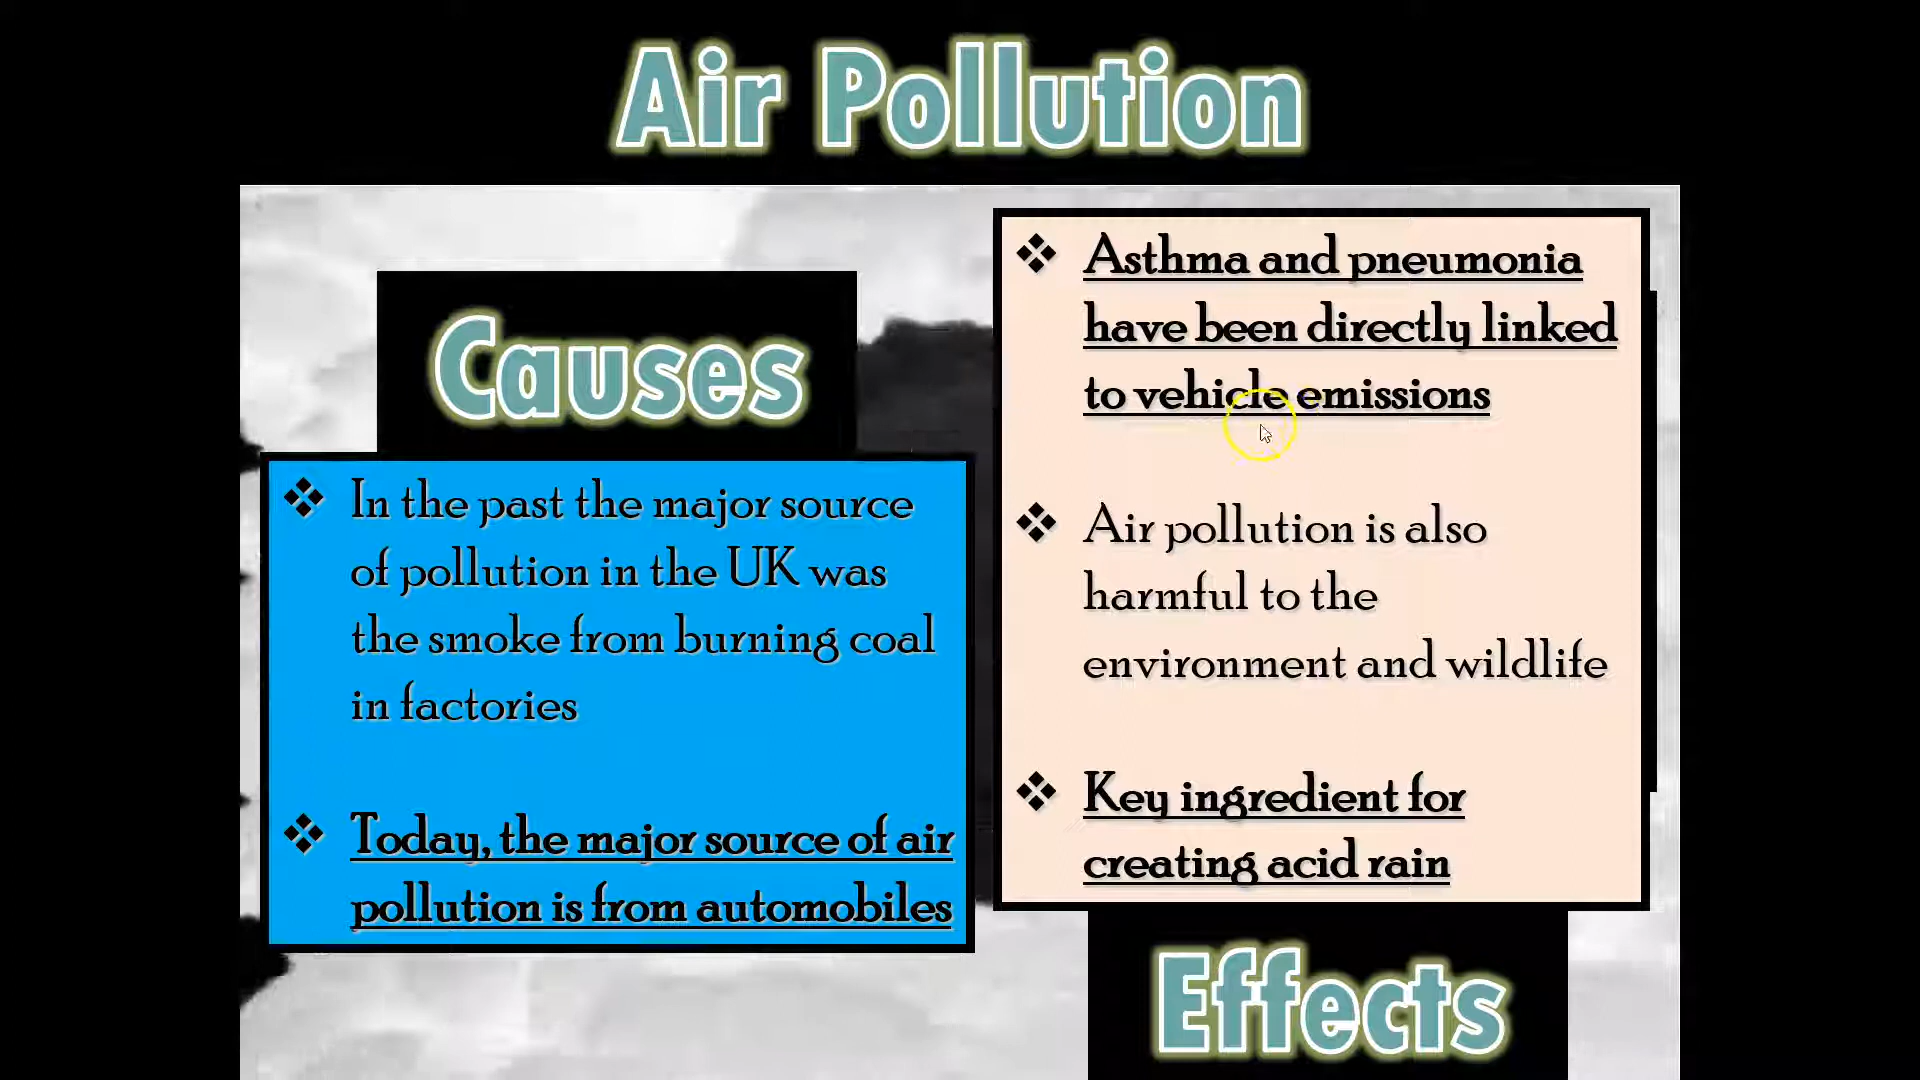 Air Pollution
Causes
❖ In the past the major source
of pollution in the UK was
the smoke from burning coal
in factories
❖ Today, the major source of air
pollution is from automobiles
❖ Asthma and pneumonia
have been directly linked
to vehicle emissions
❖ Air pollution is also
harmful to the
environment and wildlife
❖ Key ingredient for
creating acid rain
Effects